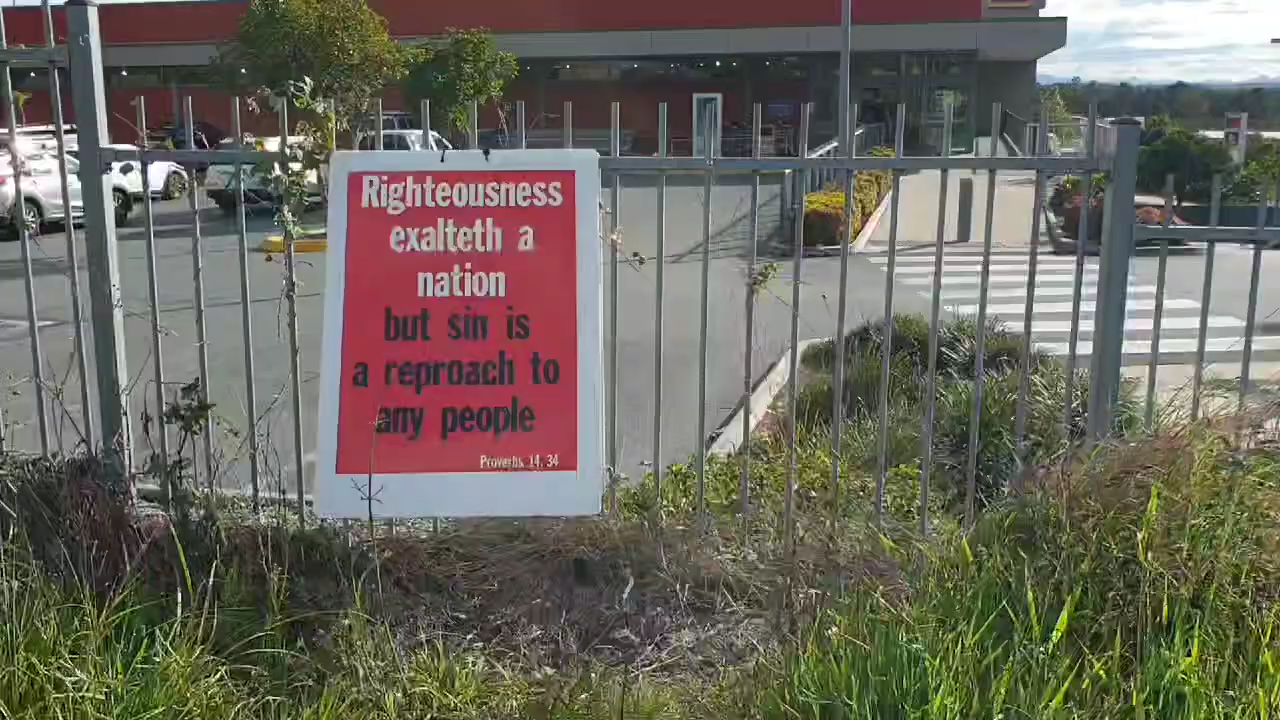 Righteousness
exalteth a
nation
but sin is
a reproach to
any people
Proverbs 14, 34